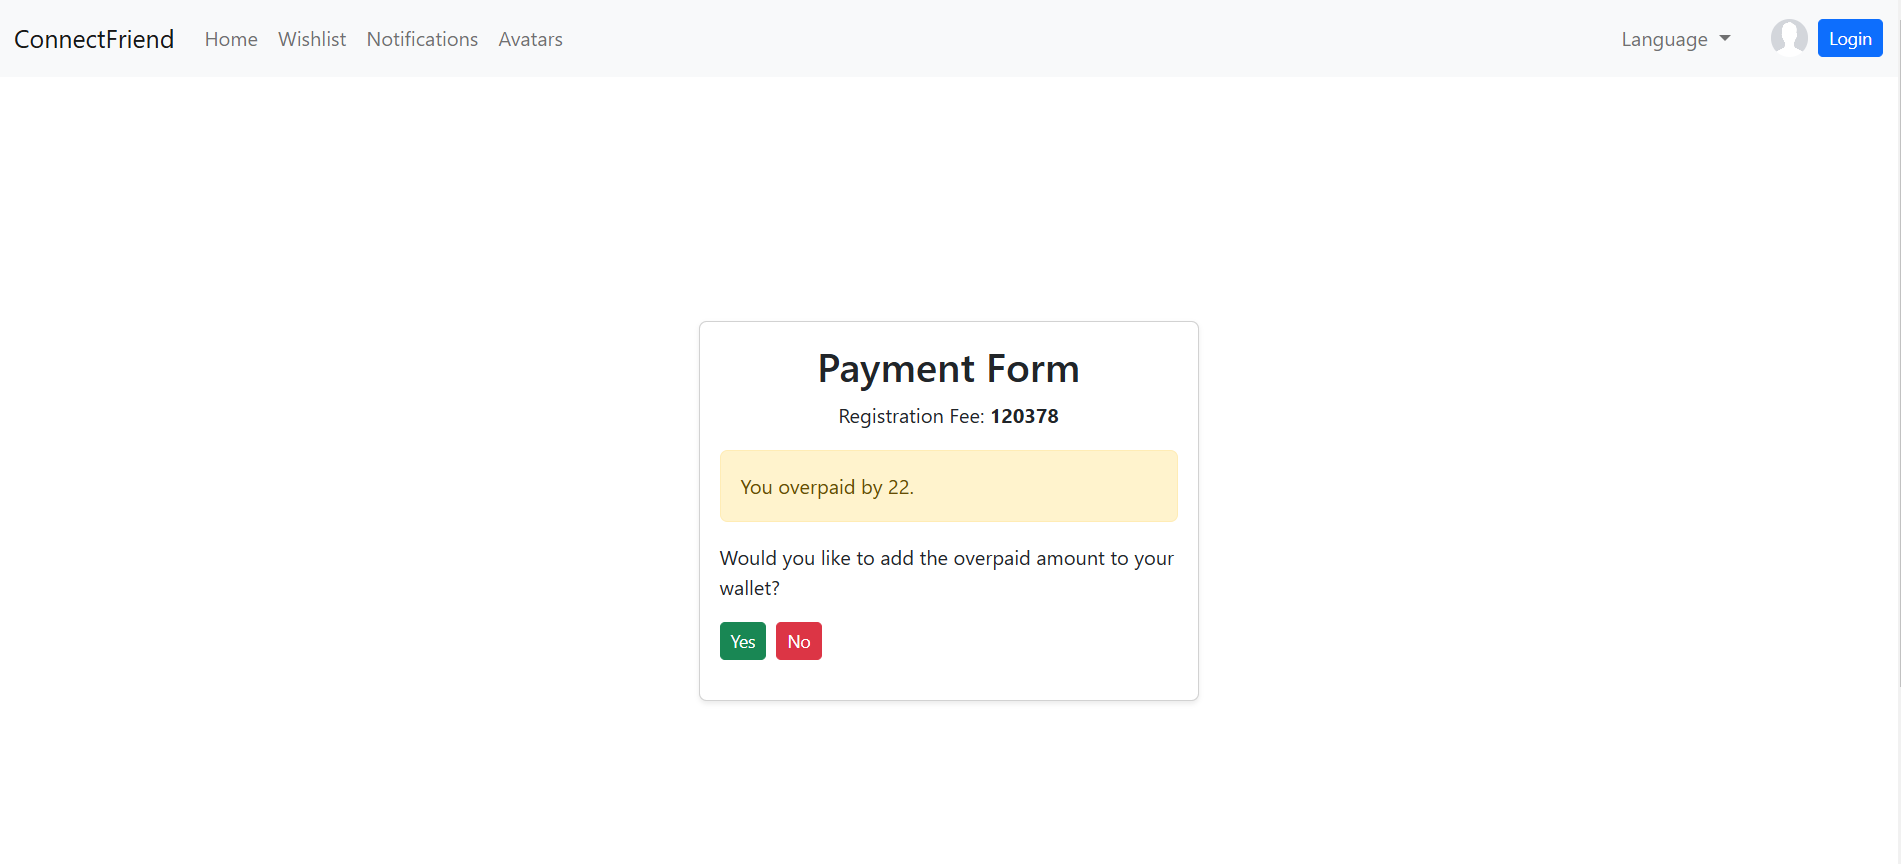 ConnectFriend Home Wishlist Notifications Avatars Language Login
Payment Form
Registration Fee: 120378
You overpaid by 22.
Would you like to add the overpaid amount to your
wallet?
Yes No